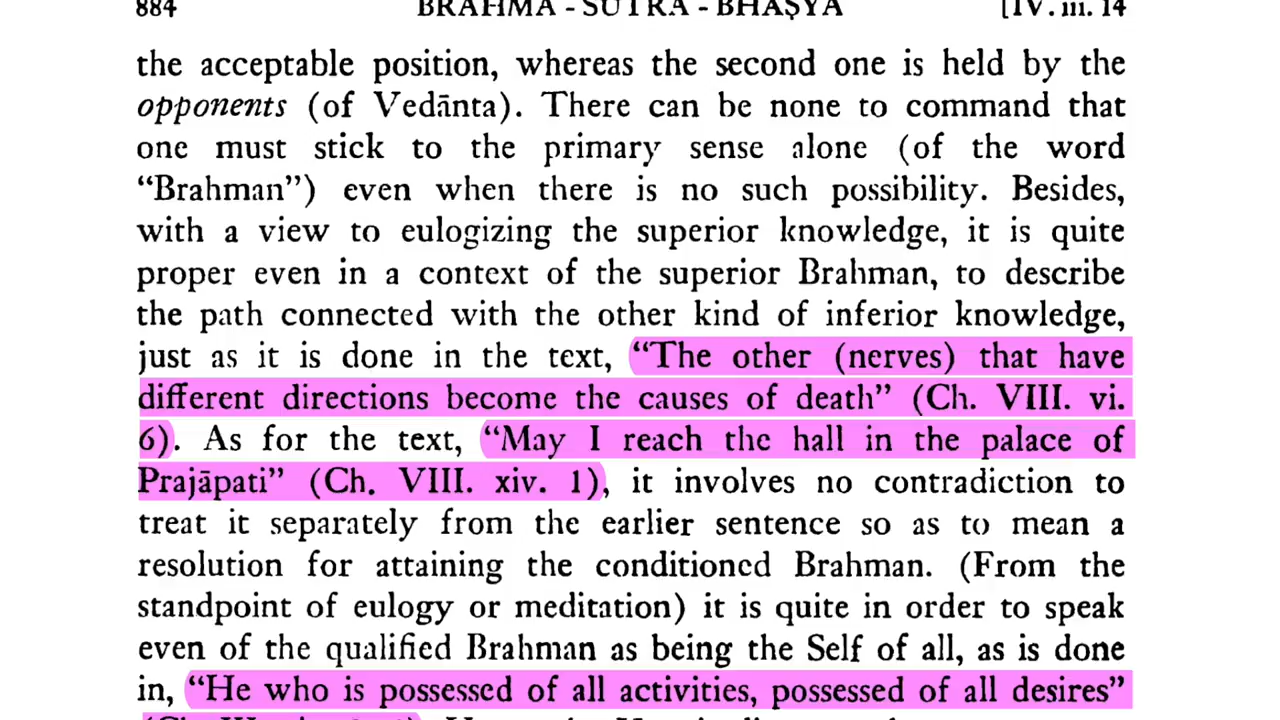 884 BRAHMA-SŪTRA-BHĀṢYA [IV. iii. 14
the acceptable position, whereas the second one is held by the
opponents (of Vedānta). There can be none to command that
one must stick to the primary sense alone (of the word
“Brahman”) even when there is no such possibility. Besides,
with a view to eulogizing the superior knowledge, it is quite
proper even in a context of the superior Brahman, to describe
the path connected with the other kind of inferior knowledge,
just as it is done in the text, “The other (nerves) that have
different directions become the causes of death” (Ch. VIII. vi.
6). As for the text, “May I reach the hall in the palace of
Prajāpati” (Ch. VIII. xiv. 1), it involves no contradiction to
treat it separately from the earlier sentence so as to mean a
resolution for attaining the conditioned Brahman. (From the
standpoint of eulogy or meditation) it is quite in order to speak
even of the qualified Brahman as being the Self of all, as is done
in, “He who is possessed of all activities, possessed of all desires”